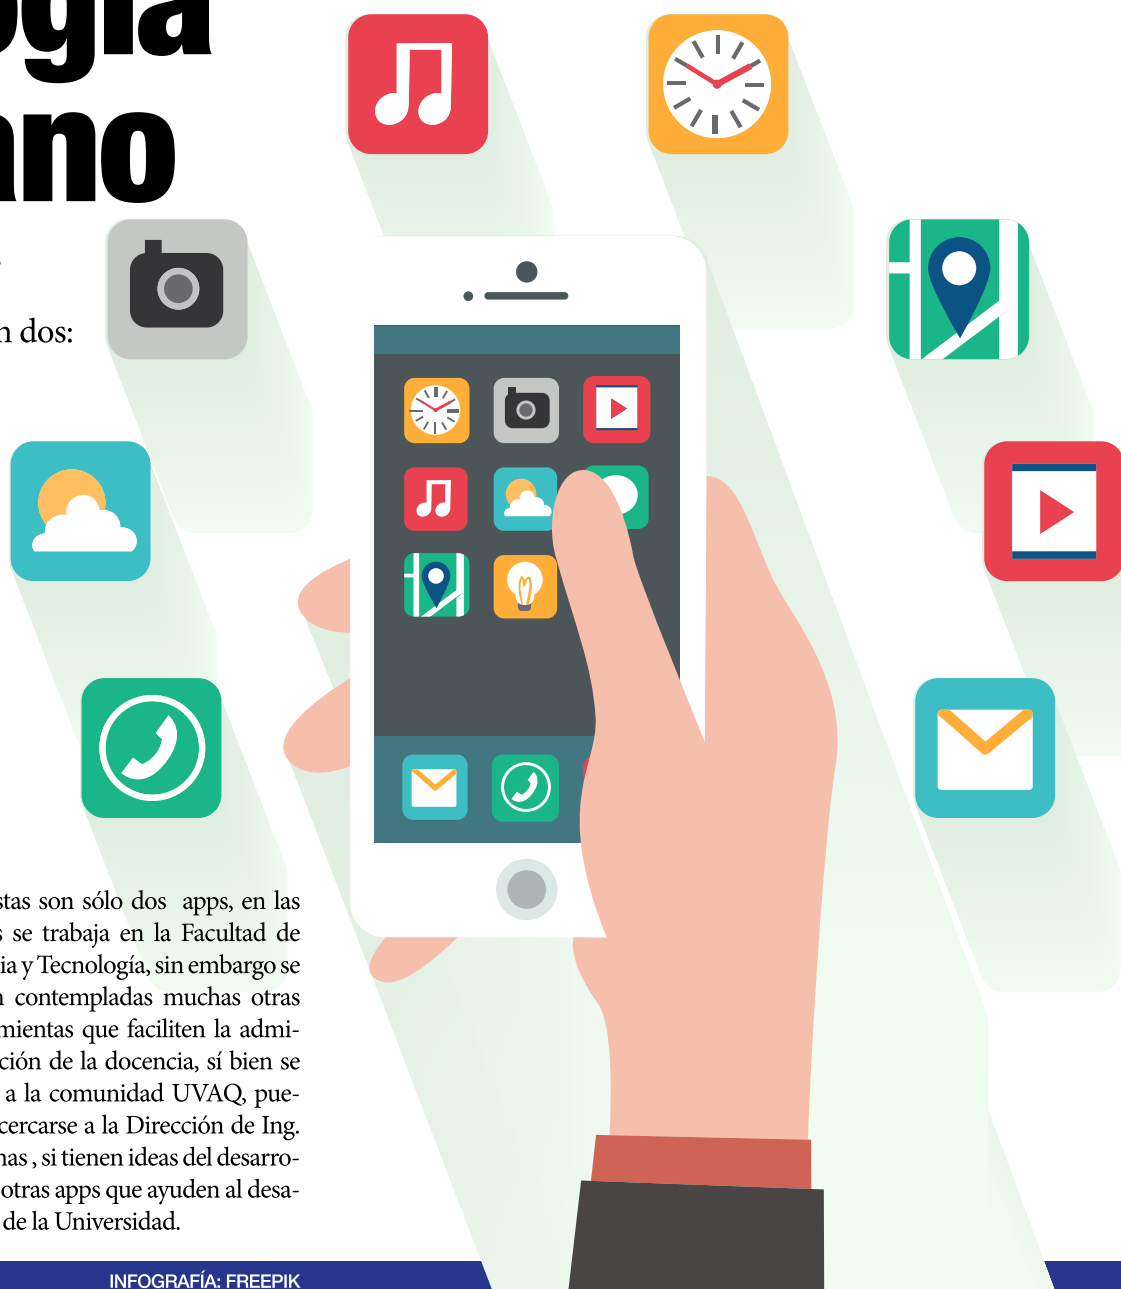 ogía
ano
n dos:
stas son sólo dos apps, en las
s se trabaja en la Facultad de
ia y Tecnología, sin embargo se
n contempladas muchas otras
mientas que faciliten la admi-
ción de la docencia, sí bien se
a la comunidad UVAQ, pue-
cercarse a la Dirección de Ing.
nas , si tienen ideas del desarro-
otras apps que ayuden al desa-
de la Universidad.
INFOGRAFÍA: FREEPIK